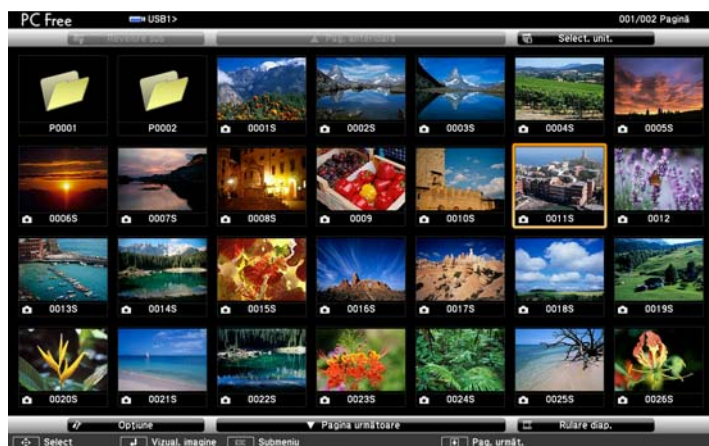 PC Free USB1> 001/002 Pagină
Revenire sus Pag. anterioară Select. unit.
P0001 P0002 0001S 0002S 0003S 0004S 0005S
0006S 0007S 0008S 0009 0010S 0011S 0012
0013S 0014S 0015S 0016S 0017S 0018S 0019S
0020S 0021S 0022S 0023S 0024S 0025S 0026S
Opţiune Pagina următoare Rulare diap.
Select Vizual. imagine Esc Submeniu Pag. următ.